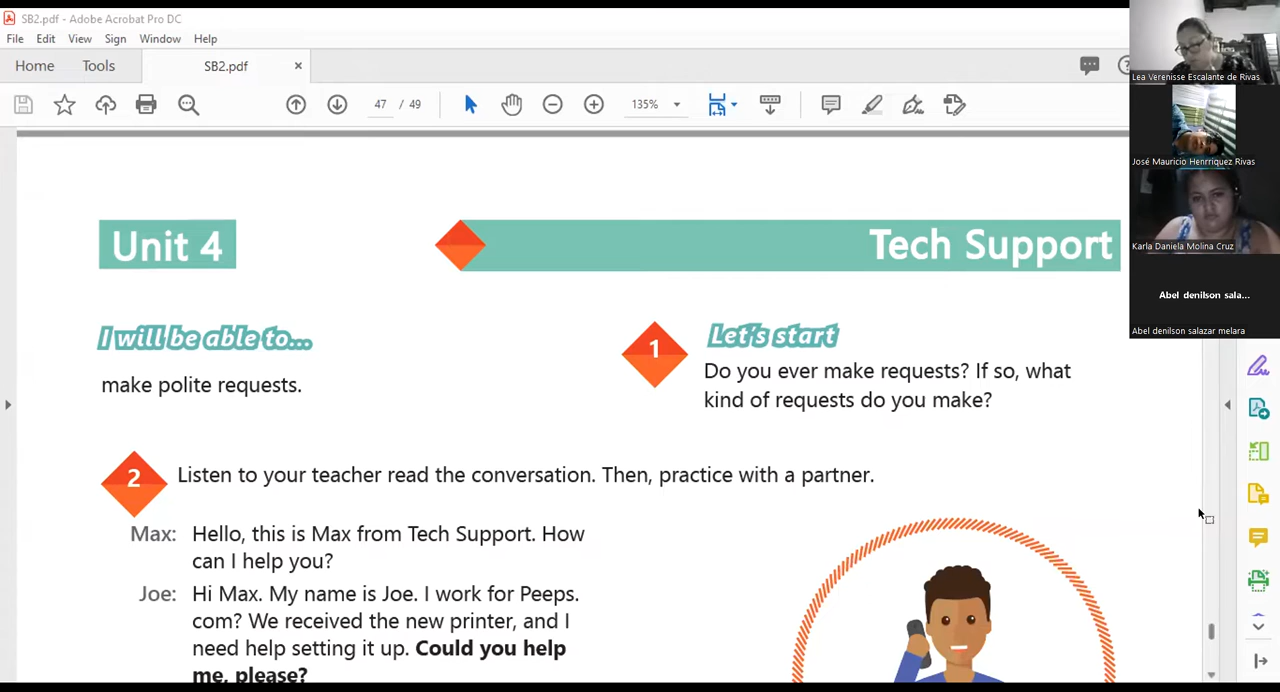 SB2.pdf - Adobe Acrobat Pro DC
File Edit View Sign Window Help
Home Tools SB2.pdf ×
47 / 49 135%
Unit 4
Tech Support
I will be able to...
make polite requests.
1
Let's start
Do you ever make requests? If so, what
kind of requests do you make?
2
Listen to your teacher read the conversation. Then, practice with a partner.
Max: Hello, this is Max from Tech Support. How
can I help you?
Joe: Hi Max. My name is Joe. I work for Peeps.
com? We received the new printer, and I
need help setting it up. Could you help
me, please?
Lea Verenisse Escalante de Rivas
José Mauricio Henrriquez Rivas
Karla Daniela Molina Cruz
Abel denilson sala...
Abel denilson salazar melara